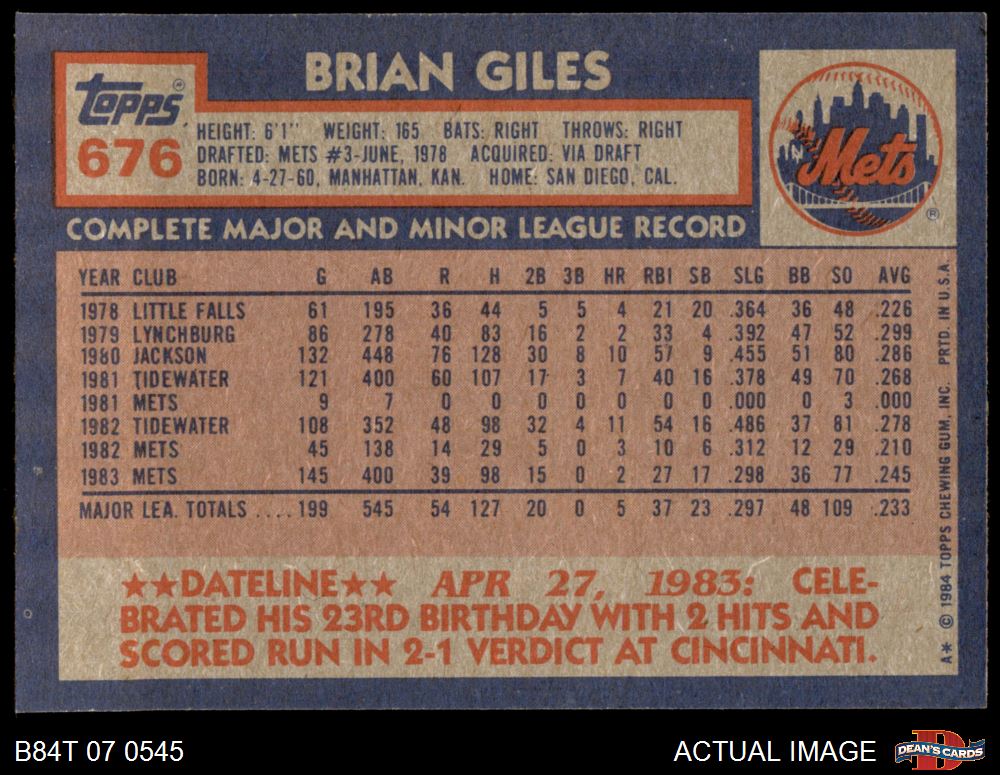 BRIAN GILES
Topps®
676
HEIGHT: 6'1" WEIGHT: 165 BATS: RIGHT THROWS: RIGHT
DRAFTED: METS #3-JUNE, 1978 ACQUIRED: VIA DRAFT
BORN: 4-27-60, MANHATTAN, KAN. HOME: SAN DIEGO, CAL.
Mets
®
COMPLETE MAJOR AND MINOR LEAGUE RECORD
YEAR CLUB G AB R H 2B 3B HR RBI SB SLG BB SO AVG
1978 LITTLE FALLS 61 195 36 44 5 5 4 21 20 .364 36 48 .226
1979 LYNCHBURG 86 278 40 83 16 2 2 33 4 .392 47 52 .299
1980 JACKSON 132 448 76 128 30 8 10 57 9 .455 51 80 .286
1981 TIDEWATER 121 400 60 107 17 3 7 40 16 .378 49 70 .268
1981 METS 9 7 0 0 0 0 0 0 0 .000 0 3 .000
1982 TIDEWATER 108 352 48 98 32 4 11 54 16 .486 37 81 .278
1982 METS 45 138 14 29 5 0 3 10 6 .312 12 29 .210
1983 METS 145 400 39 98 15 0 2 27 17 .298 36 77 .245
MAJOR LEA. TOTALS .... 199 545 54 127 20 0 5 37 23 .297 48 109 .233
★★DATELINE★★ APR 27, 1983: CELE-
BRATED HIS 23RD BIRTHDAY WITH 2 HITS AND
SCORED RUN IN 2-1 VERDICT AT CINCINNATI.
A* © 1984 TOPPS CHEWING GUM, INC. PRTD. IN U.S.A.
B84T 07 0545
ACTUAL IMAGE
DEAN'S CARDS